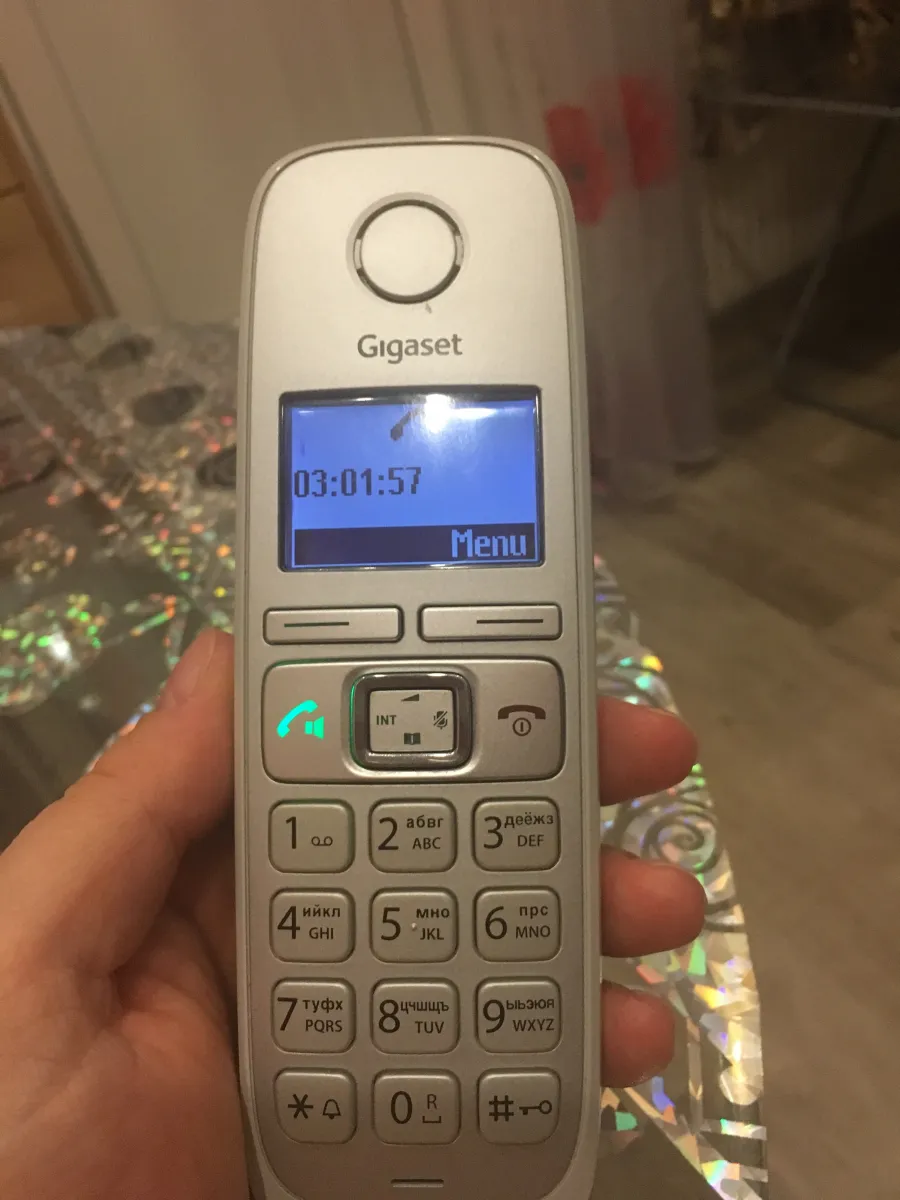 Gigaset
03:01:57
Menu
INT
1
2 абвг ABC
3 деёжз DEF
4 ийкл GHI
5 мно JKL
6 прс MNO
7 туфх PQRS
8 цчшщъ TUV
9 ыьэюя WXYZ
* 
0 R
#